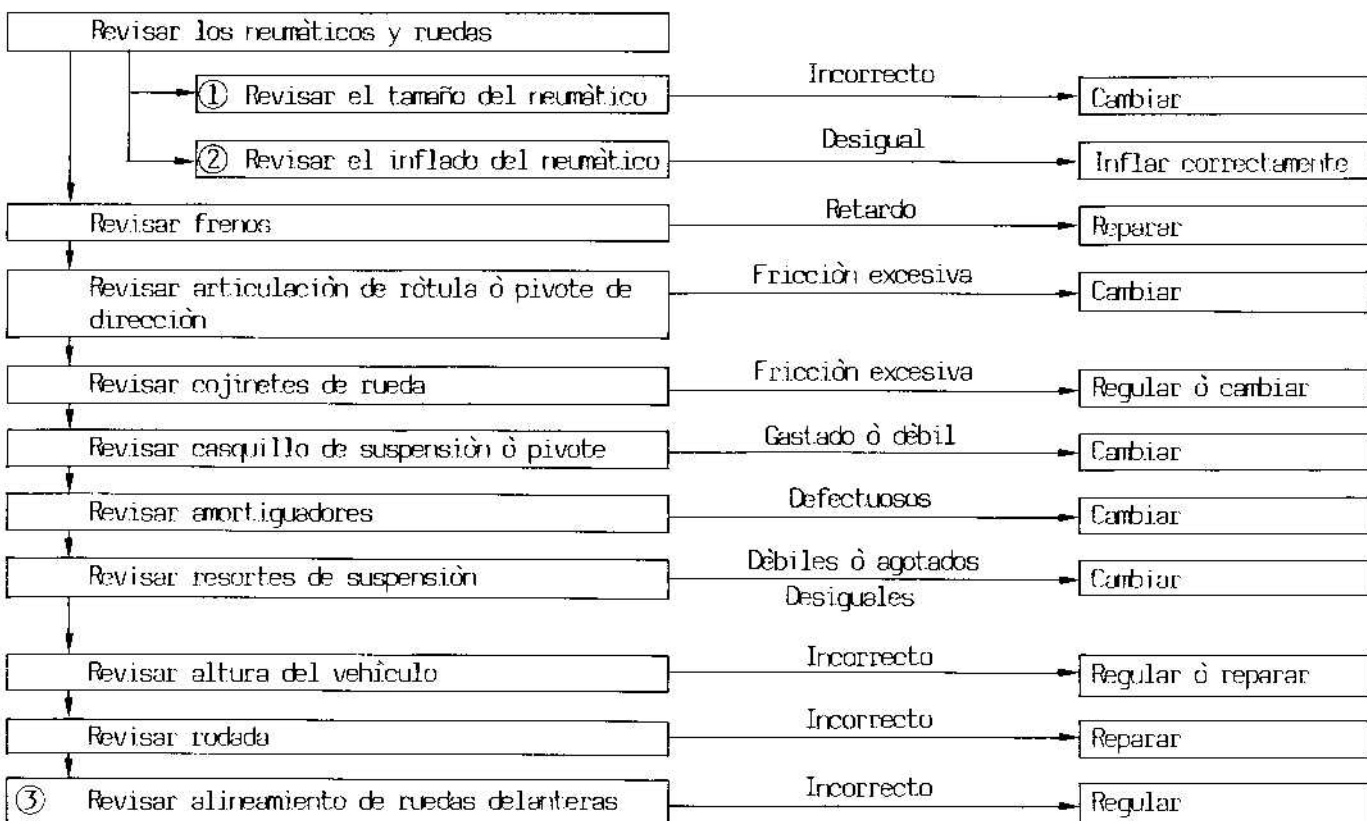 Revisar los neumàticos y ruedas
① Revisar el tamaño del neumàtico
Incorrecto
Cambiar
② Revisar el inflado del neumàtico
Desigual
Inflar correctamente
Revisar frenos
Retardo
Reparar
Revisar articulaciòn de ròtula ò pivote de
direcciòn
Fricciòn excesiva
Cambiar
Revisar cojinetes de rueda
Fricciòn excesiva
Regular ò cambiar
Revisar casquillo de suspensiòn ò pivote
Gastado ò dèbil
Cambiar
Revisar amortiguadores
Defectuosos
Cambiar
Revisar resortes de suspensiòn
Dèbiles ò agotados
Desiguales
Cambiar
Revisar altura del vehìculo
Incorrecto
Regular ò reparar
Revisar rodada
Incorrecto
Reparar
③ Revisar alineamiento de ruedas delanteras
Incorrecto
Regular